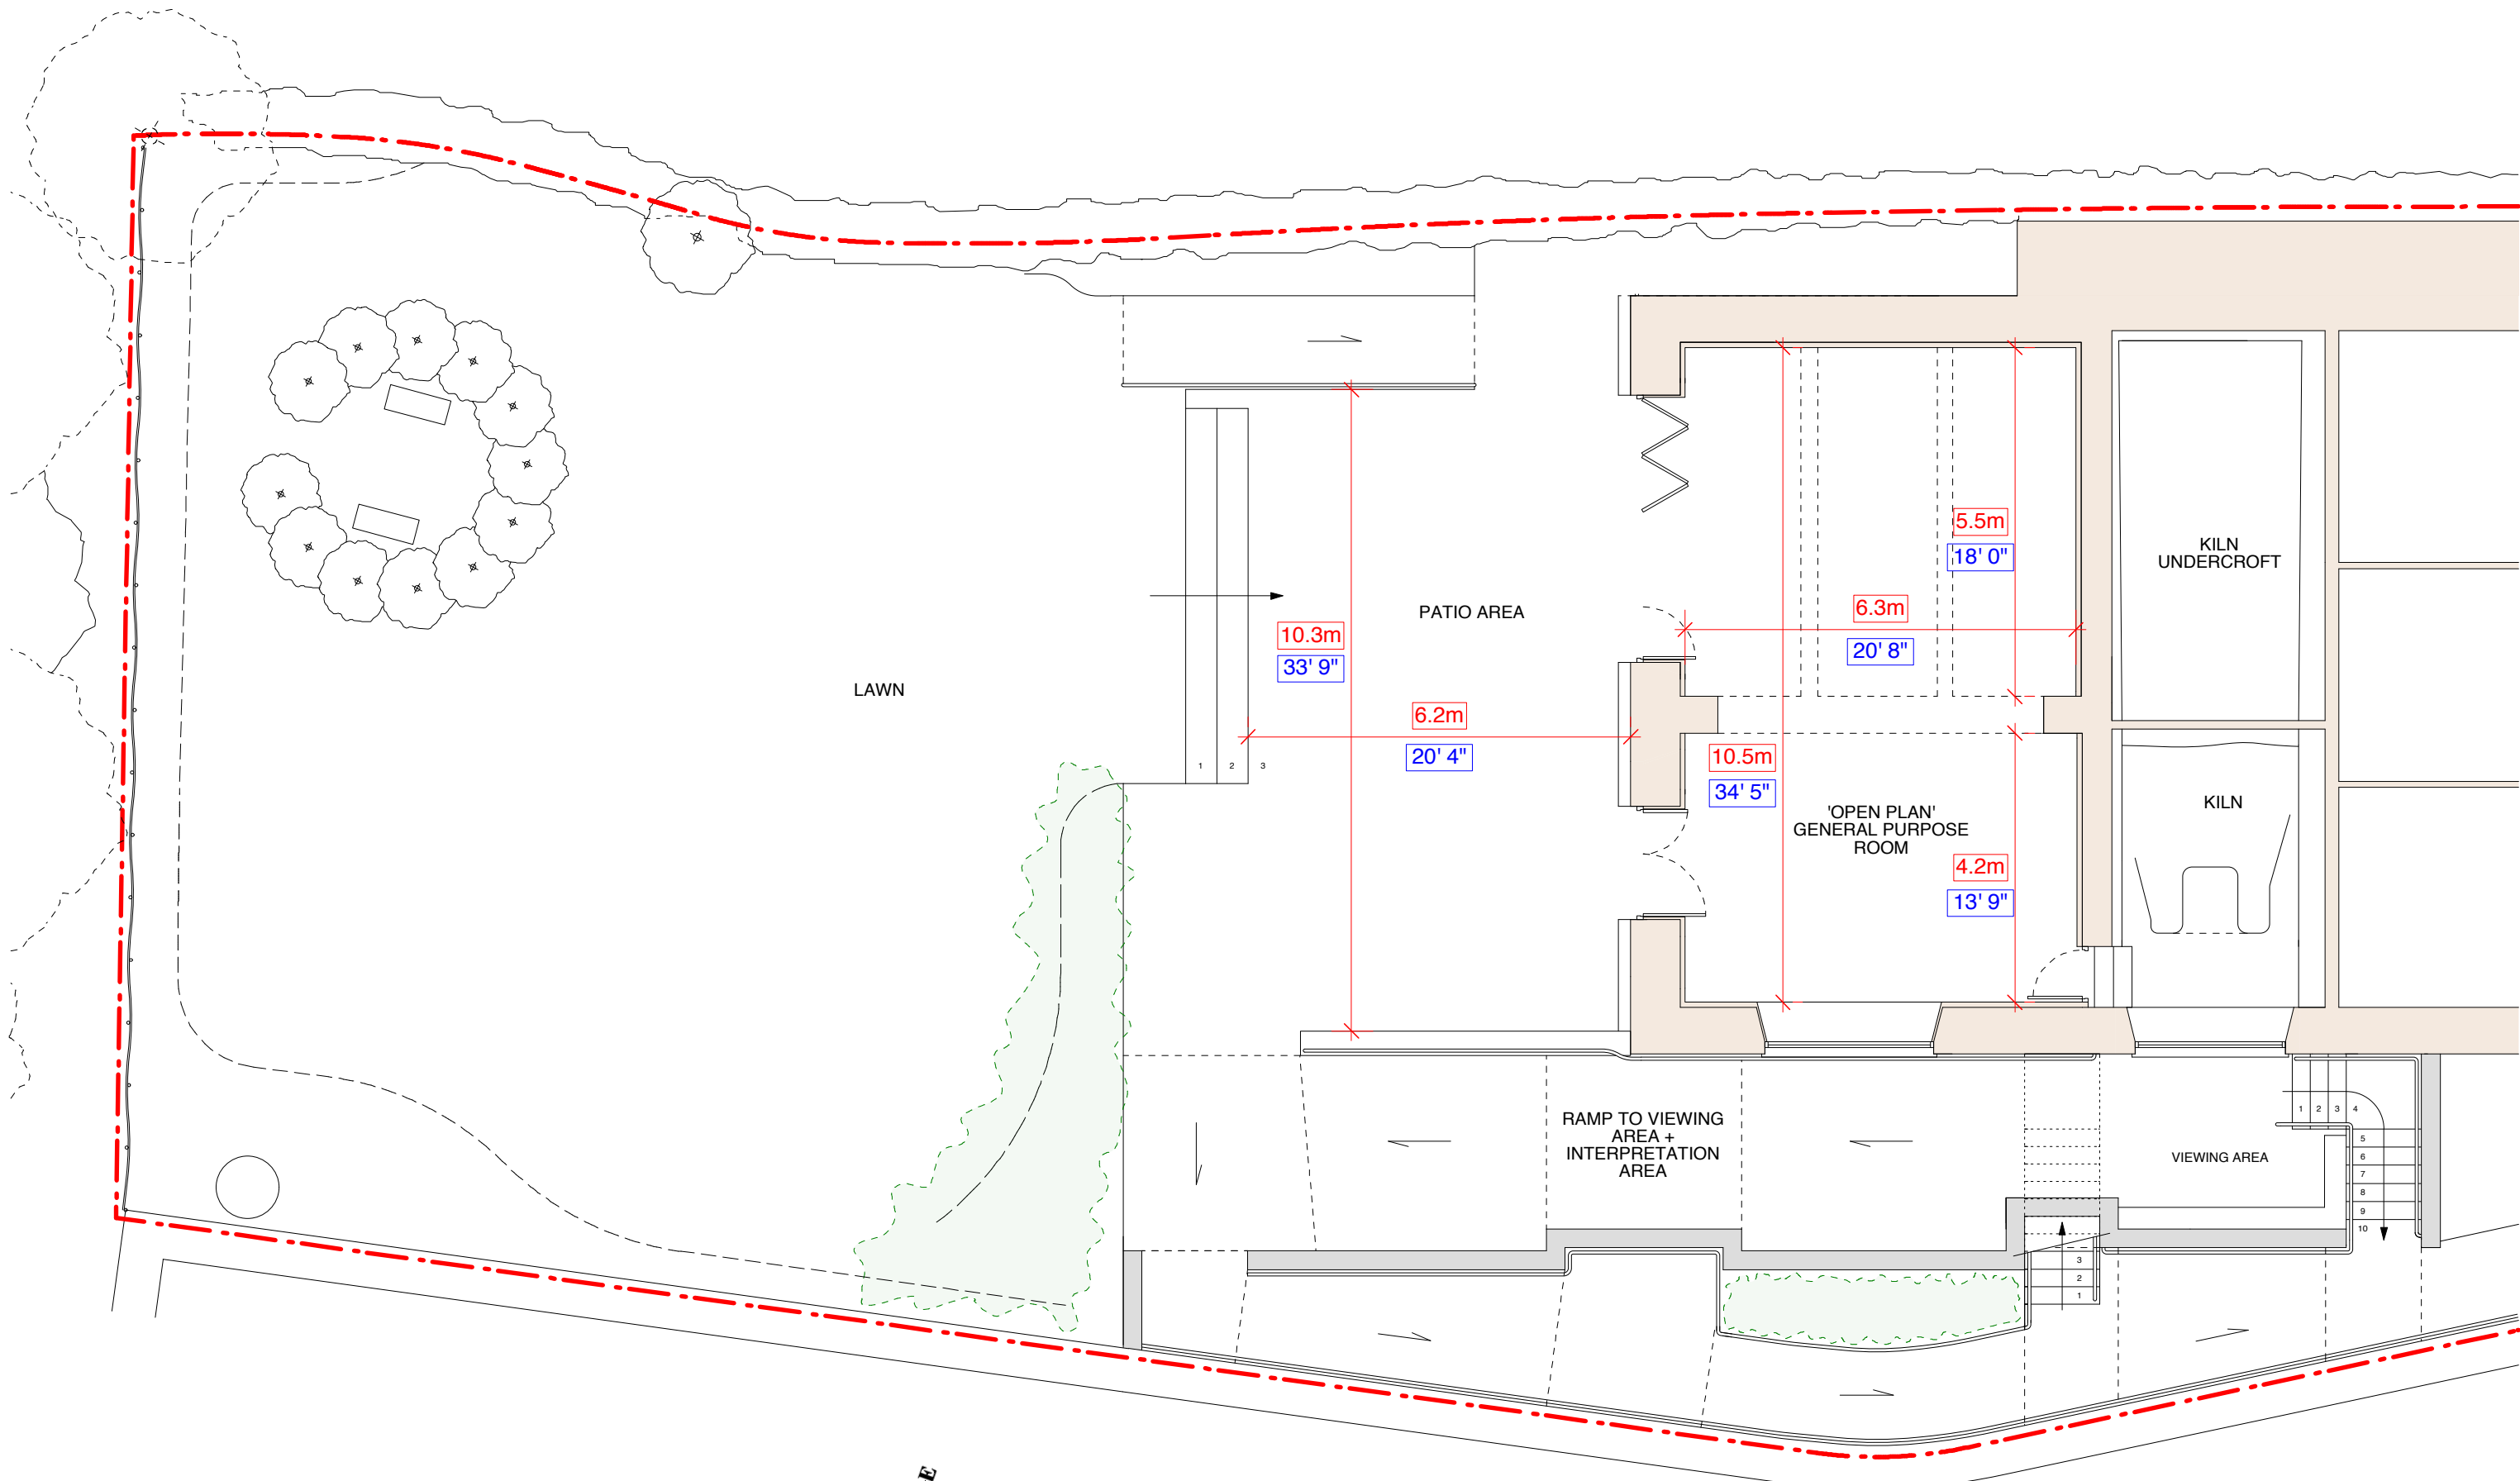 5.5m
18' 0"
KILN
UNDERCROFT
6.3m
20' 8"
PATIO AREA
10.3m
33' 9"
LAWN
6.2m
20' 4"
1 2 3
10.5m
34' 5"
'OPEN PLAN'
GENERAL PURPOSE
ROOM
KILN
4.2m
13' 9"
RAMP TO VIEWING
AREA +
INTERPRETATION
AREA
VIEWING AREA
1 2 3 4
5
6
7
8
9
10
3
2
1
E